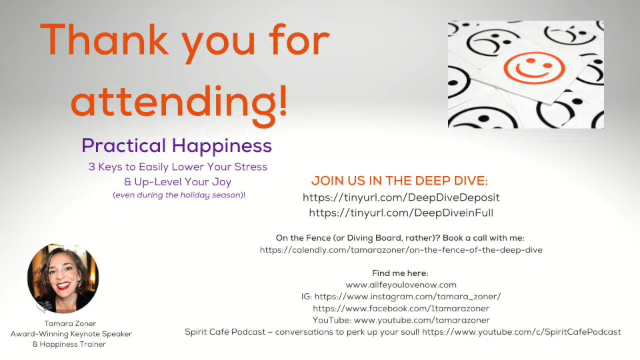 Thank you for
attending!
Practical Happiness
3 Keys to Easily Lower Your Stress
& Up-Level Your Joy
(even during the holiday season)!
JOIN US IN THE DEEP DIVE:
https://tinyurl.com/DeepDiveDeposit
https://tinyurl.com/DeepDiveinFull
On the Fence (or Diving Board, rather)? Book a call with me:
https://calendly.com/tamarazoner/on-the-fence-of-the-deep-dive
Find me here:
www.alifeyoulovenow.com
IG: https://www.instagram.com/tamara_zoner/
https://www.facebook.com/1tamarazoner
YouTube: www.youtube.com/tamarazoner
Spirit Café Podcast – conversations to perk up your soul! https://www.youtube.com/c/SpiritCafePodcast
Tamara Zoner
Award-Winning Keynote Speaker
& Happiness Trainer